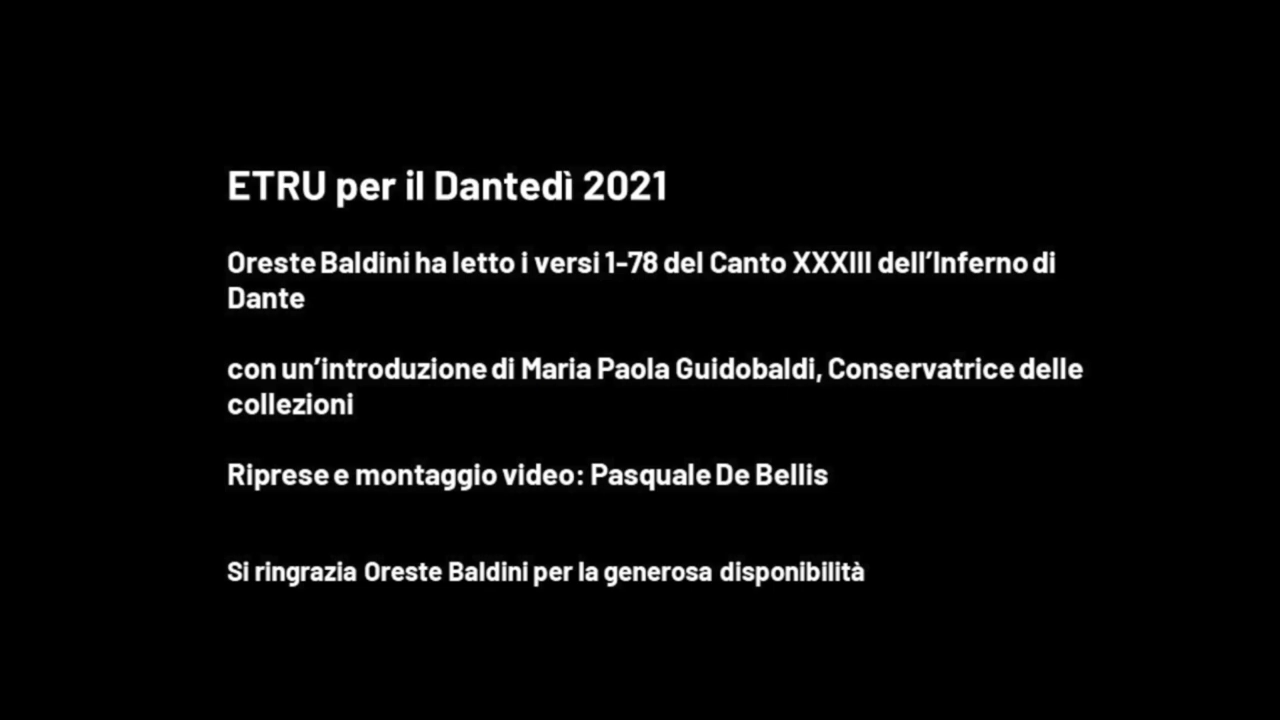 ETRU per il Dantedì 2021
Oreste Baldini ha letto i versi 1-78 del Canto XXXIII dell’Inferno di
Dante
con un’introduzione di Maria Paola Guidobaldi, Conservatrice delle
collezioni
Riprese e montaggio video: Pasquale De Bellis
Si ringrazia Oreste Baldini per la generosa disponibilità